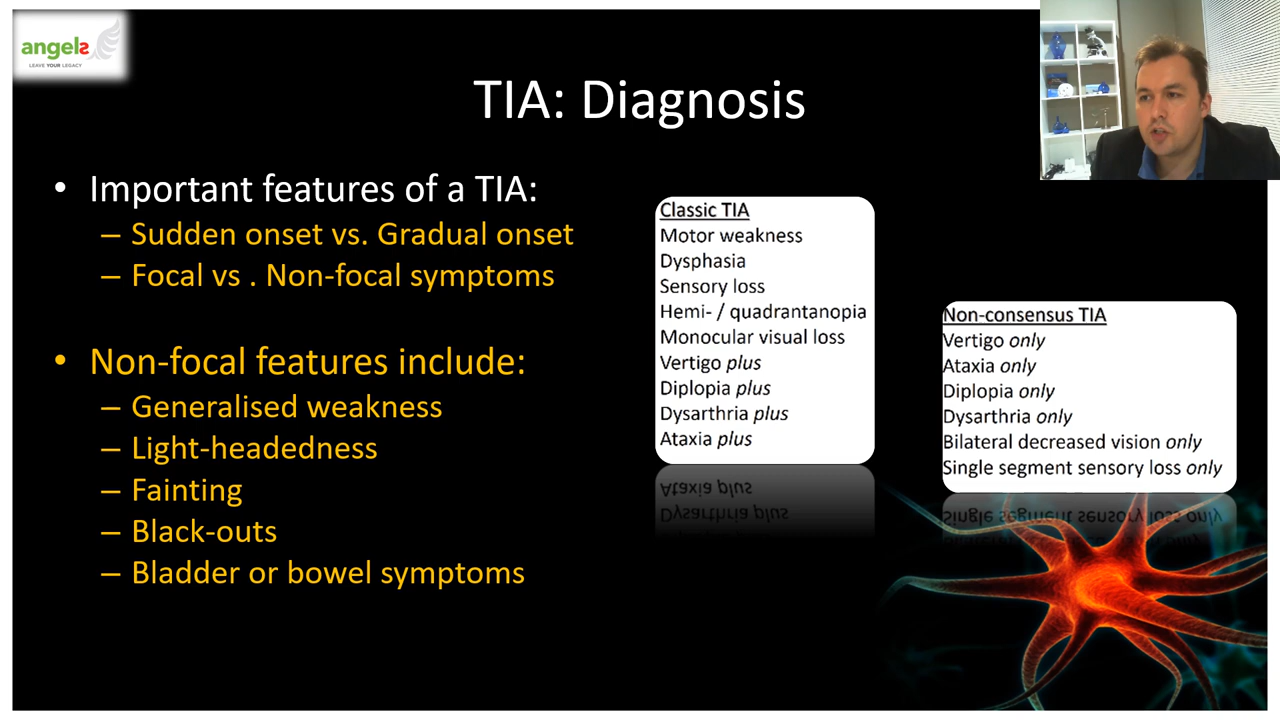 angels
LEAVE YOUR LEGACY
TIA: Diagnosis
• Important features of a TIA:
– Sudden onset vs. Gradual onset
– Focal vs . Non-focal symptoms
• Non-focal features include:
– Generalised weakness
– Light-headedness
– Fainting
– Black-outs
– Bladder or bowel symptoms
Classic TIA
Motor weakness
Dysphasia
Sensory loss
Hemi- / quadrantanopia
Monocular visual loss
Vertigo plus
Diplopia plus
Dysarthria plus
Ataxia plus
Non-consensus TIA
Vertigo only
Ataxia only
Diplopia only
Dysarthria only
Bilateral decreased vision only
Single segment sensory loss only